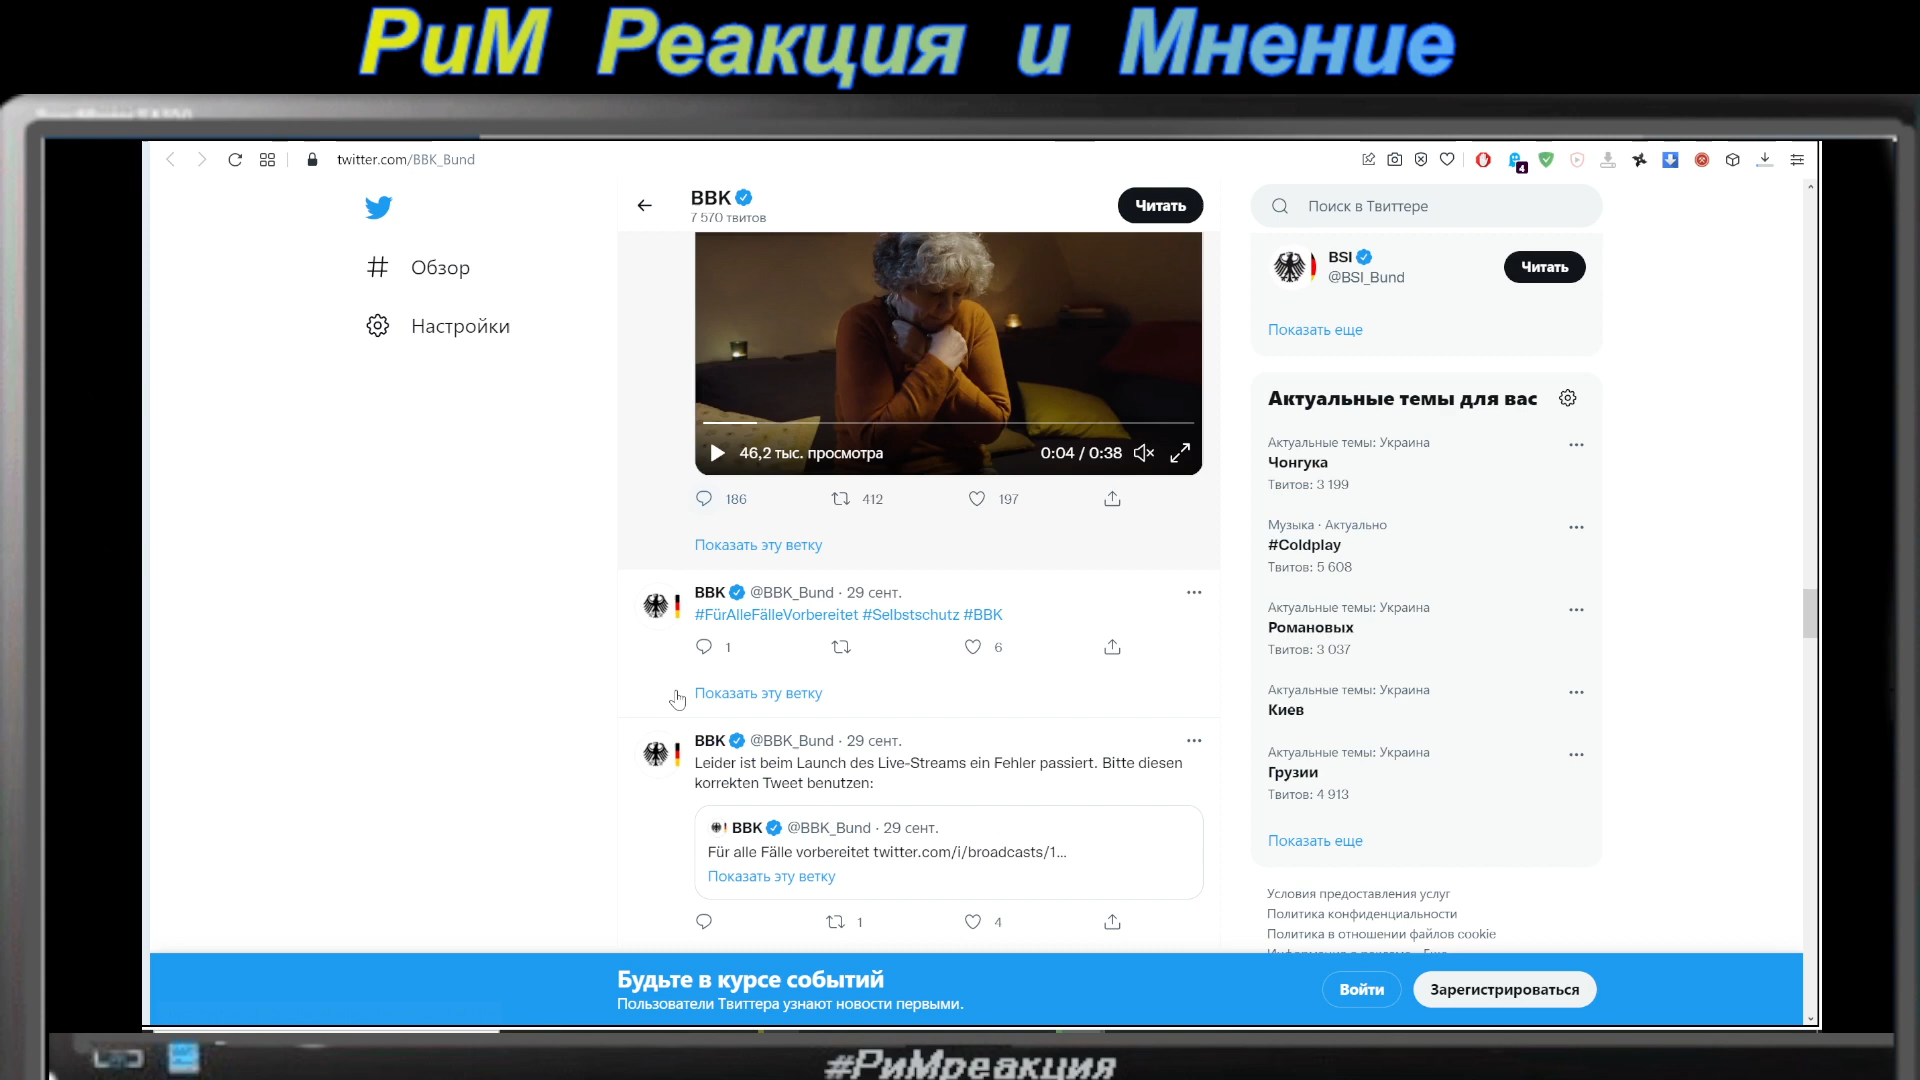 РиМ Реакция и Мнение
twitter.com/BBK_Bund
4
Обзор
Настройки
BBK
7 570 твитов
Читать
46,2 тыс. просмотра
0:04 / 0:38
186
412
197
Показать эту ветку
BBK @BBK_Bund · 29 сент.
#FürAlleFälleVorbereitet #Selbstschutz #BBK
1
6
Показать эту ветку
BBK @BBK_Bund · 29 сент.
Leider ist beim Launch des Live-Streams ein Fehler passiert. Bitte diesen
korrekten Tweet benutzen:
BBK @BBK_Bund · 29 сент.
Für alle Fälle vorbereitet twitter.com/i/broadcasts/1...
Показать эту ветку
1
4
Поиск в Твиттере
BSI
@BSI_Bund
Читать
Показать еще
Актуальные темы для вас
Актуальные темы: Украина
Чонгука
Твитов: 3 199
Музыка · Актуально
#Coldplay
Твитов: 5 608
Актуальные темы: Украина
Романовых
Твитов: 3 037
Актуальные темы: Украина
Киев
Актуальные темы: Украина
Грузии
Твитов: 4 913
Показать еще
Условия предоставления услуг
Политика конфиденциальности
Политика в отношении файлов cookie
Будьте в курсе событий
Пользователи Твиттера узнают новости первыми.
Войти
Зарегистрироваться
#РиМреакция